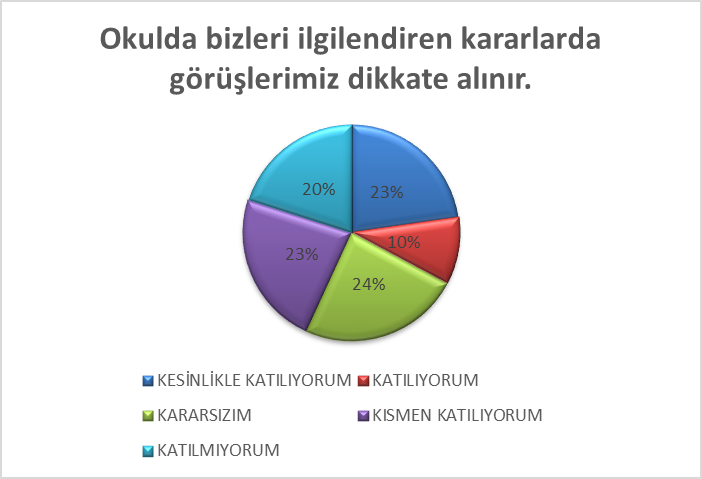 Okulda bizleri ilgilendiren kararlarda
görüşlerimiz dikkate alınır.
20%
23%
10%
23%
24%
KESİNLİKLE KATILIYORUM
KATILIYORUM
KARARSIZIM
KISMEN KATILIYORUM
KATILMIYORUM